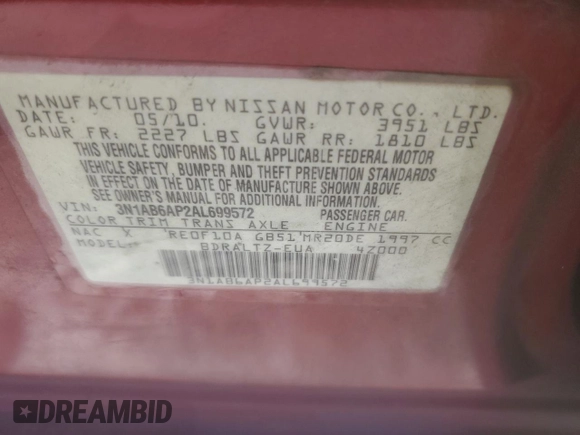 MANUFACTURED BY NISSAN MOTOR CO., LTD.
DATE: 05/10. GVWR: 3951 LBS
GAWR FR: 2227 LBS GAWR RR: 1810 LBS
THIS VEHICLE CONFORMS TO ALL APPLICABLE FEDERAL MOTOR
VEHICLE SAFETY, BUMPER AND THEFT PREVENTION STANDARDS
IN EFFECT ON THE DATE OF MANUFACTURE SHOWN ABOVE.
SEE OWNER'S MANUAL FOR ADDITIONAL INFORMATION.
VIN: 3N1AB6AP2AL699572 PASSENGER CAR.
COLOR TRIM TRANS AXLE ENGINE
NAC X RE0F10A GB51 MR20DE 1997 CC
MODEL: BDRALTZ-EUA 47000
3N1AB6AP2AL699572
DREAMBID